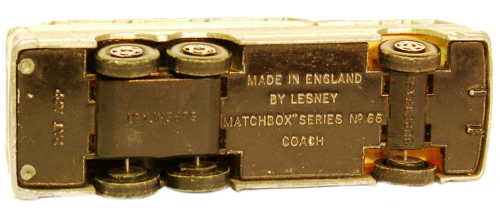 MADE IN ENGLAND
BY LESNEY
MATCHBOX" SERIES Nº 66
COACH